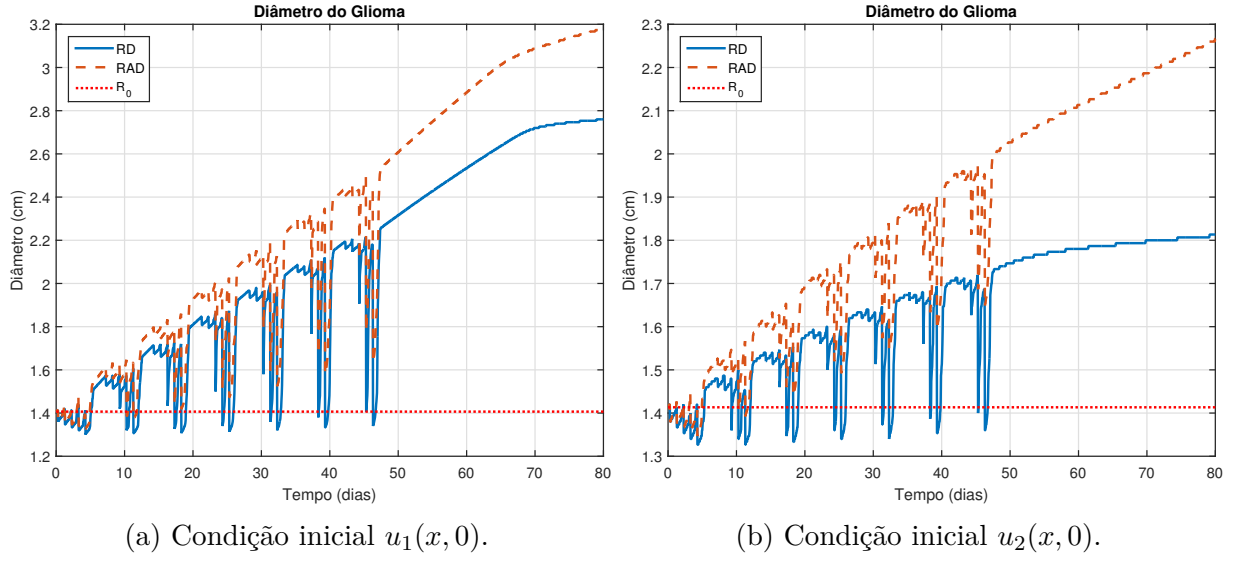 Diâmetro do Glioma
3.2
3
2.8
2.6
2.4
2.2
2
1.8
1.6
1.4
1.2
Diâmetro (cm)
RD
RAD
R0
0 10 20 30 40 50 60 70 80
Tempo (dias)
(a) Condição inicial u₁(x, 0).
Diâmetro do Glioma
2.3
2.2
2.1
2
1.9
1.8
1.7
1.6
1.5
1.4
1.3
Diâmetro (cm)
RD
RAD
R0
0 10 20 30 40 50 60 70 80
Tempo (dias)
(b) Condição inicial u₂(x, 0).